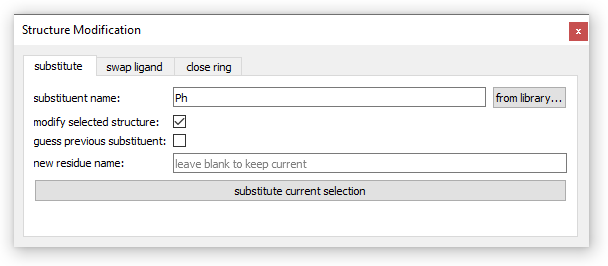 Structure Modification
x
substitute swap ligand close ring
substituent name: Ph from library...
modify selected structure:
guess previous substituent:
new residue name: leave blank to keep current
substitute current selection